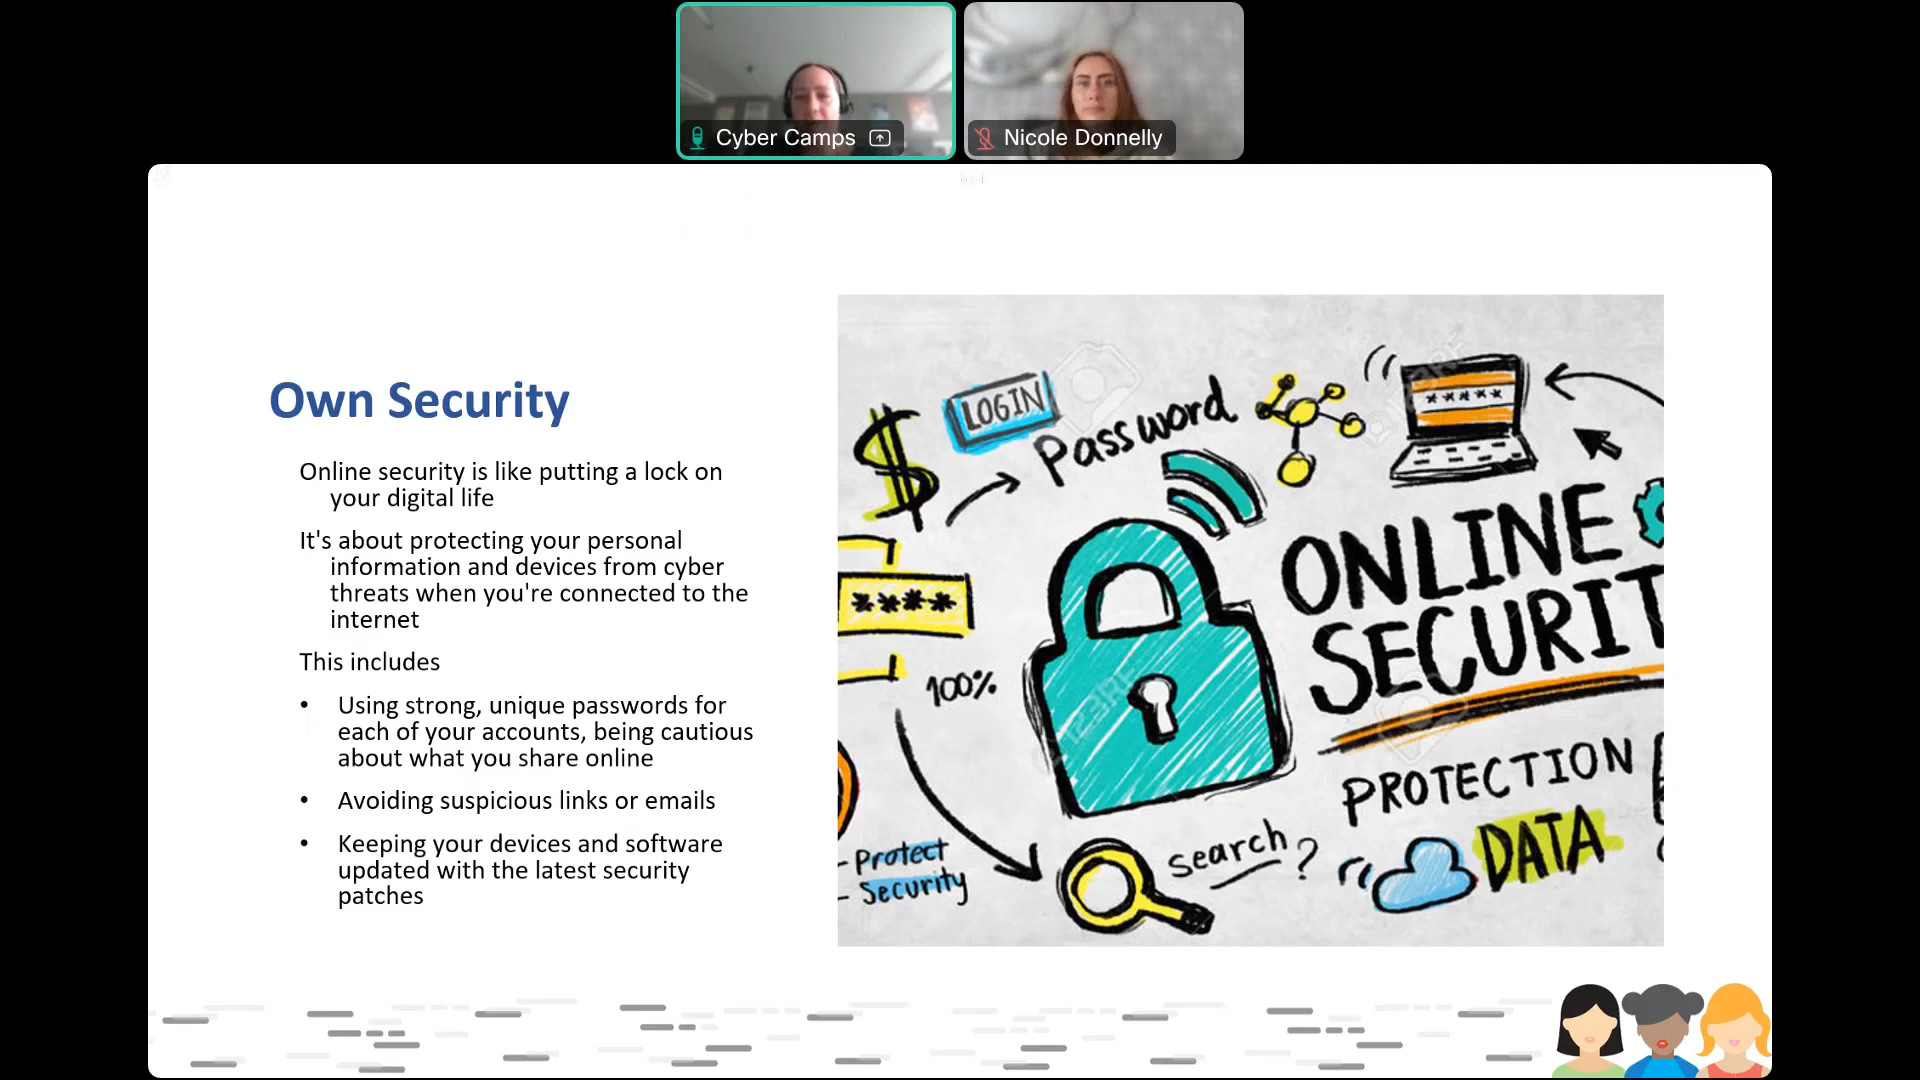 Cyber Camps
Nicole Donnelly
Own Security
Online security is like putting a lock on
your digital life
It's about protecting your personal
information and devices from cyber
threats when you're connected to the
internet
This includes
• Using strong, unique passwords for
each of your accounts, being cautious
about what you share online
• Avoiding suspicious links or emails
• Keeping your devices and software
updated with the latest security
patches
LOGIN
Password
*****
$
ONLINE
SECURIT
****
100%
PROTECTION
DATA
search?
- Protect
- Security